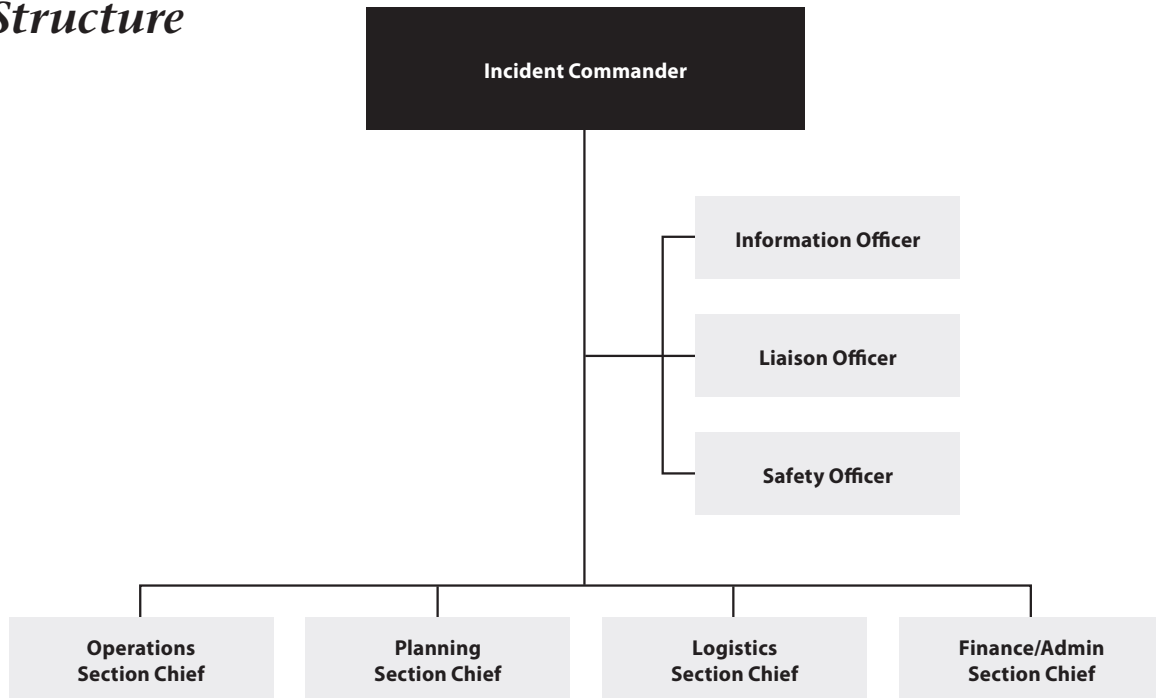 Structure
Incident Commander
Information Officer
Liaison Officer
Safety Officer
Operations
Section Chief
Planning
Section Chief
Logistics
Section Chief
Finance/Admin
Section Chief